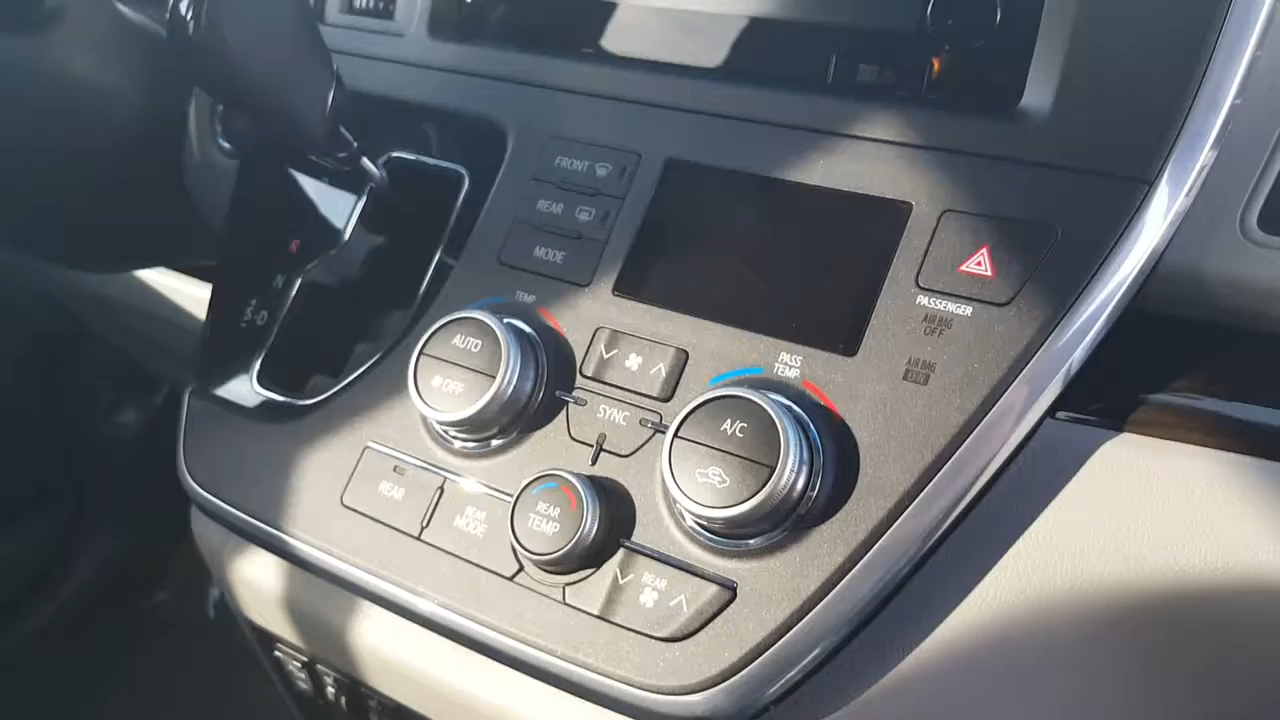 FRONT
REAR
MODE
R
N
S-D
TEMP
AUTO
OFF
SYNC
PASS
TEMP
A/C
PASSENGER
AIR BAG
OFF
AIR BAG
ON
REAR
REAR
MODE
REAR
TEMP
REAR